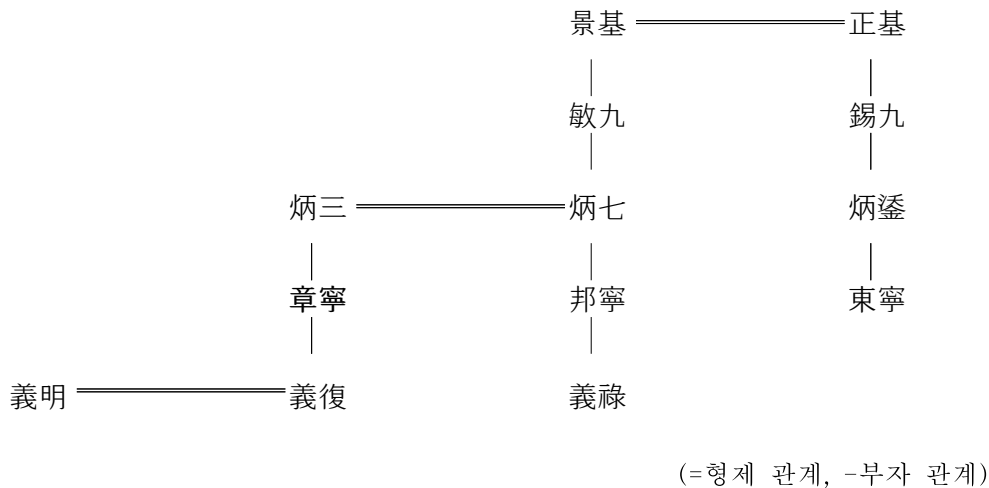 景基 正基
敏九 錫九
炳三 炳七 炳鋈
章寧 邦寧 東寧
義明 義復 義祿
(=형제 관계, -부자 관계)